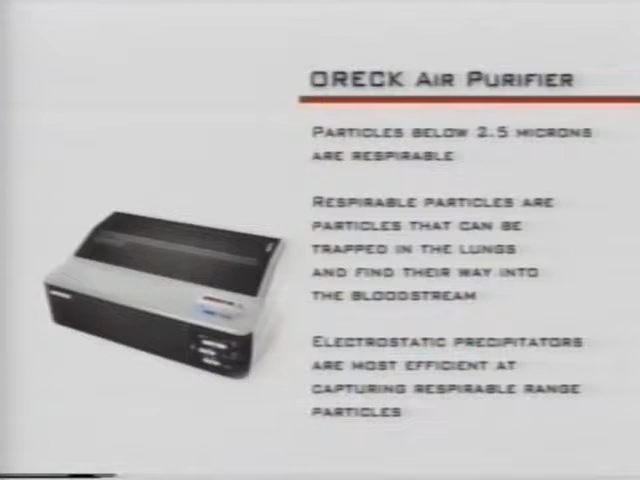 ORECK AIR PURIFIER
PARTICLES BELOW 2.5 MICRONS
ARE RESPIRABLE
RESPIRABLE PARTICLES ARE
PARTICLES THAT CAN BE
TRAPPED IN THE LUNGS
AND FIND THEIR WAY INTO
THE BLOODSTREAM
ELECTROSTATIC PRECIPITATORS
ARE MOST EFFICIENT AT
CAPTURING RESPIRABLE RANGE
PARTICLES